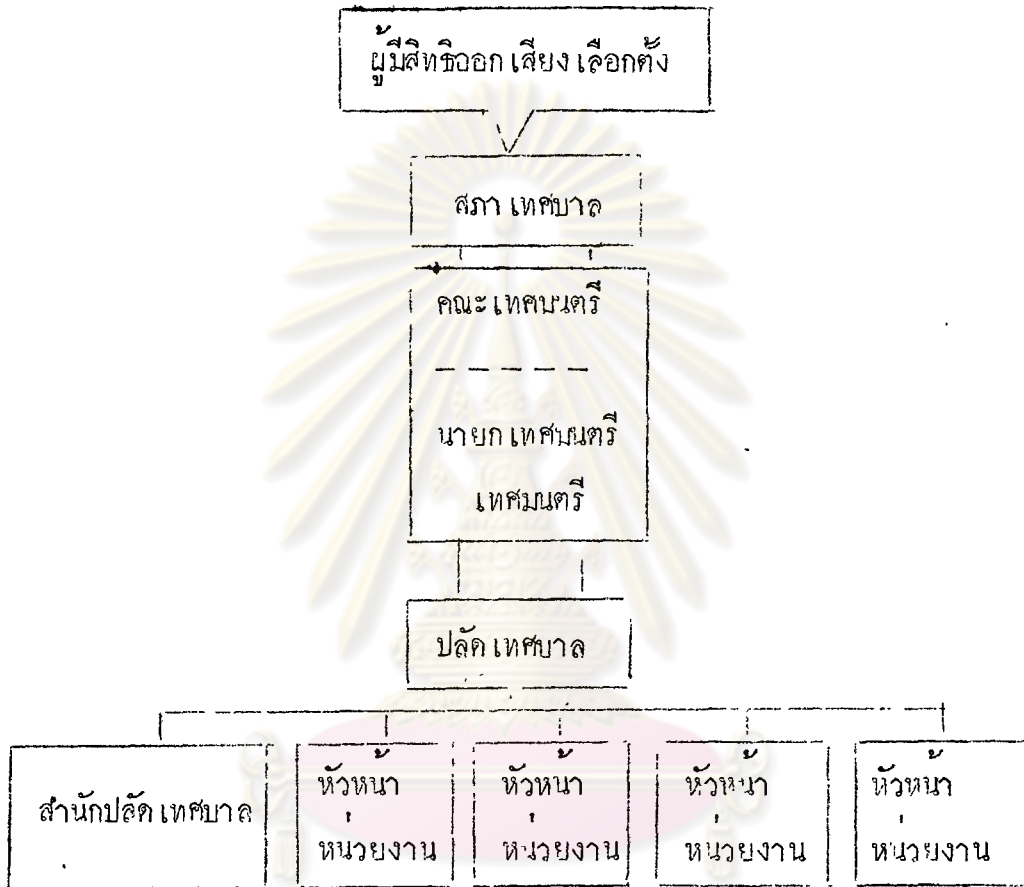 ผู้มีสิทธิออกเสียงเลือกตั้ง
สภาเทศบาล
คณะเทศมนตรี
นายกเทศมนตรี
เทศมนตรี
ปลัดเทศบาล
สำนักปลัดเทศบาล
หัวหน้า
หน่วยงาน
หัวหน้า
หน่วยงาน
หัวหน้า
หน่วยงาน
หัวหน้า
หน่วยงาน